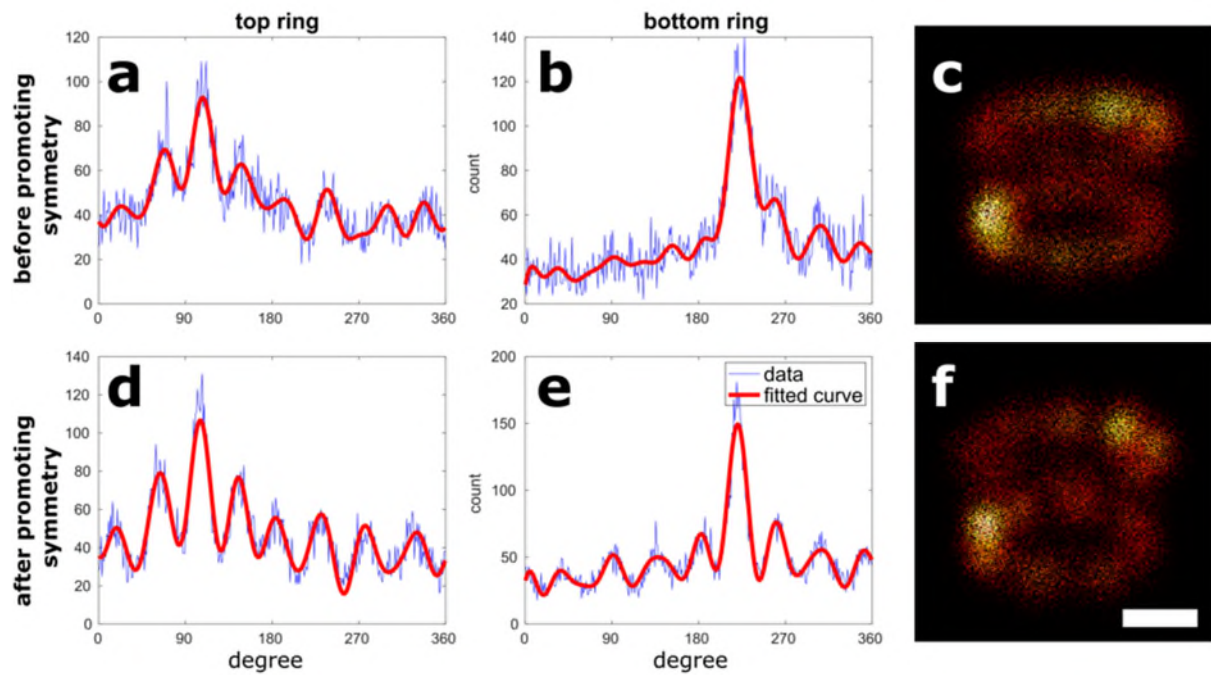 top ring
bottom ring
before promoting
symmetry
a
120
100
80
60
40
20
0
0 90 180 270 360
b
count
140
120
100
80
60
40
20
0 90 180 270 360
c
after promoting
symmetry
d
140
120
100
80
60
40
20
0
0 90 180 270 360
degree
e
data
fitted curve
count
200
150
100
50
0
0 90 180 270 360
degree
f